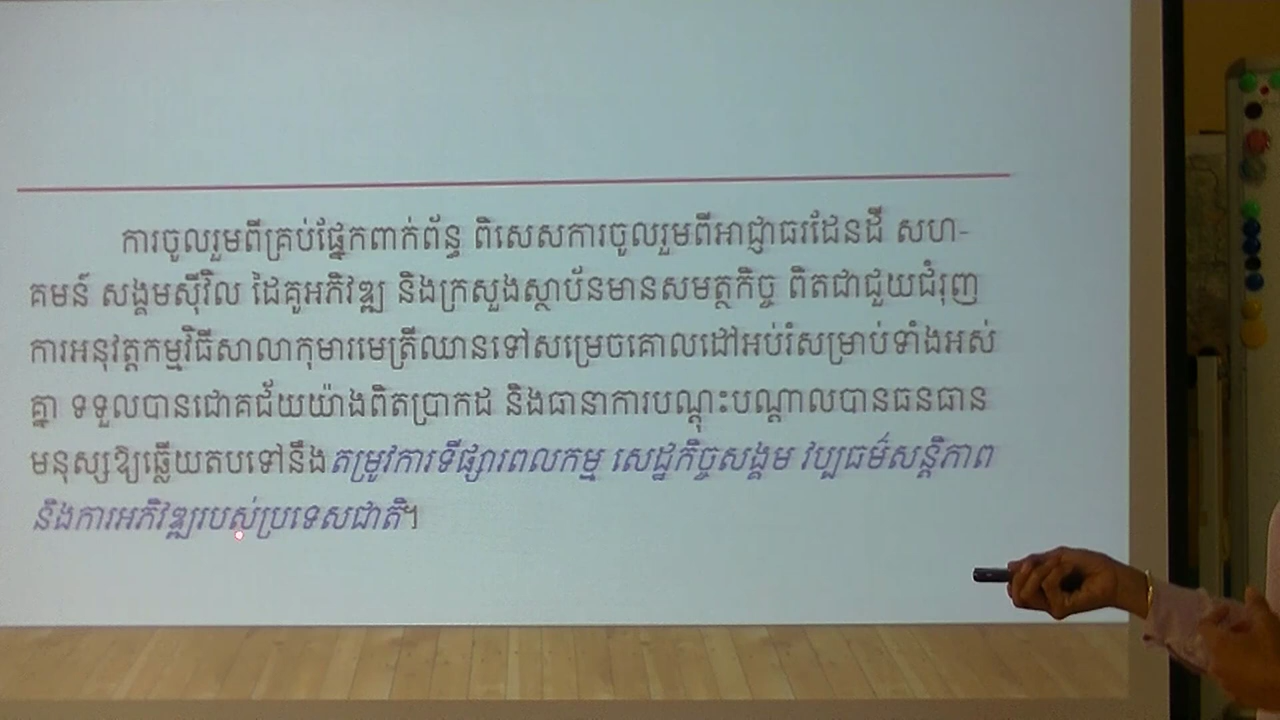 ការចូលរួមពីគ្រប់ផ្នែកពាក់ព័ន្ធ ពិសេសការចូលរួមពីអាជ្ញាធរដែនដី សហ-
គមន៍ សង្គមស៊ីវិល ដៃគូអភិវឌ្ឍ និងក្រសួងស្ថាប័នមានសមត្ថកិច្ច ពិតជាជួយជំរុញ
ការអនុវត្តកម្មវិធីសាលាកុមារមេត្រីឈានទៅសម្រេចគោលដៅអប់រំសម្រាប់ទាំងអស់
គ្នា ទទួលបានជោគជ័យយ៉ាងពិតប្រាកដ និងធានាការបណ្តុះបណ្តាលបានធនធាន
មនុស្សឱ្យឆ្លើយតបទៅនឹងតម្រូវការទីផ្សារពលកម្ម សេដ្ឋកិច្ចសង្គម វប្បធម៌សន្តិភាព
និងការអភិវឌ្ឍរបស់ប្រទេសជាតិ។